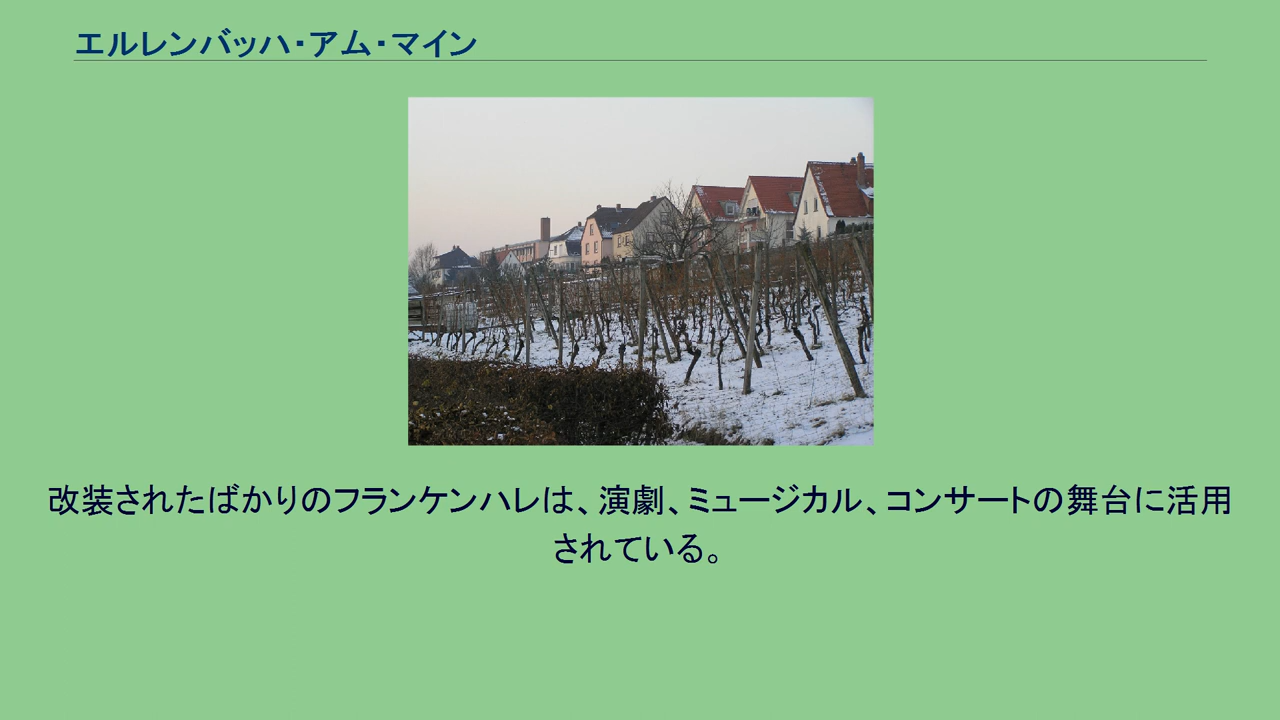 エルレンバッハ・アム・マイン
改装されたばかりのフランケンハレは、演劇、ミュージカル、コンサートの舞台に活用
されている。